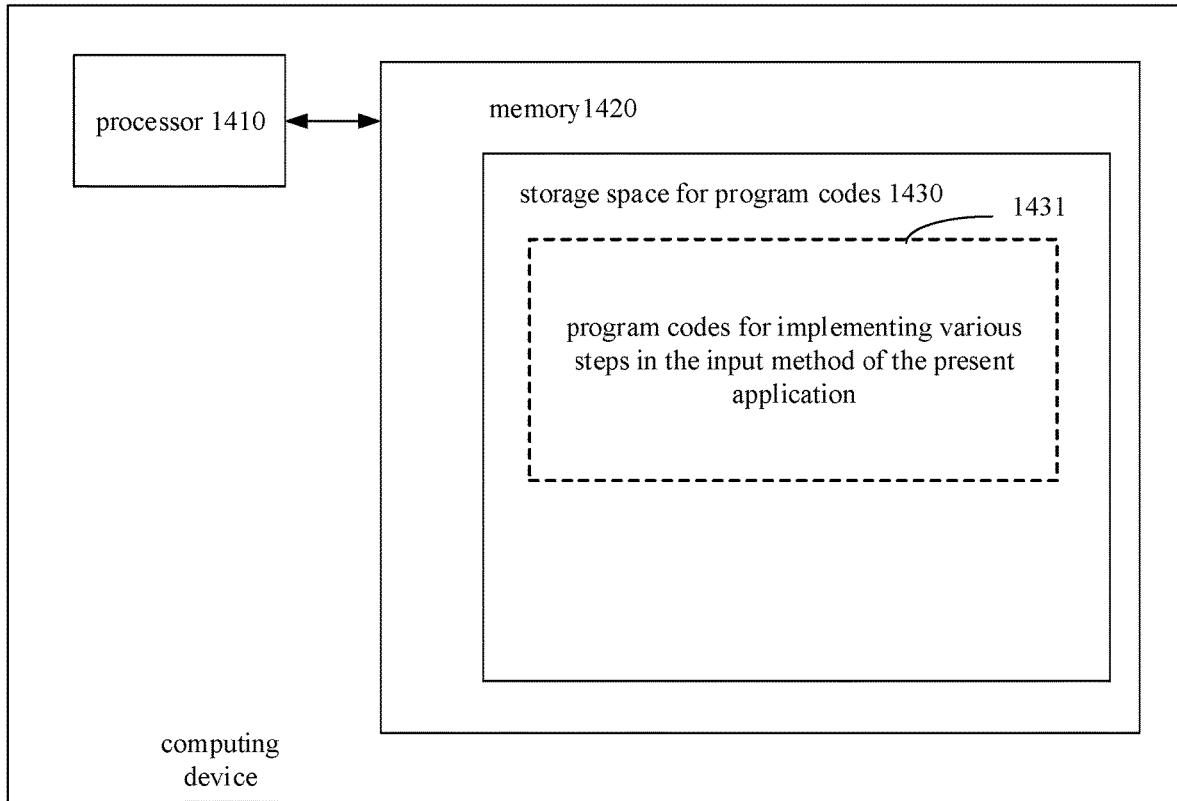 processor 1410
memory1420
storage space for program codes 1430
1431
program codes for implementing various
steps in the input method of the present
application
computing
device